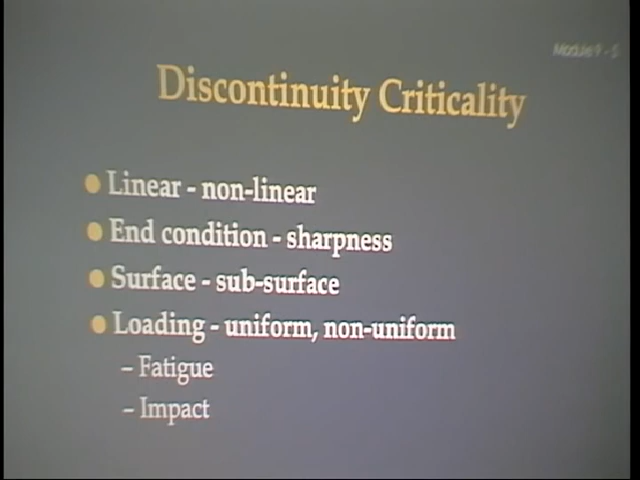 Module 9 - 5
Discontinuity Criticality
Linear - non-linear
End condition - sharpness
Surface - sub-surface
Loading - uniform, non-uniform
– Fatigue
– Impact